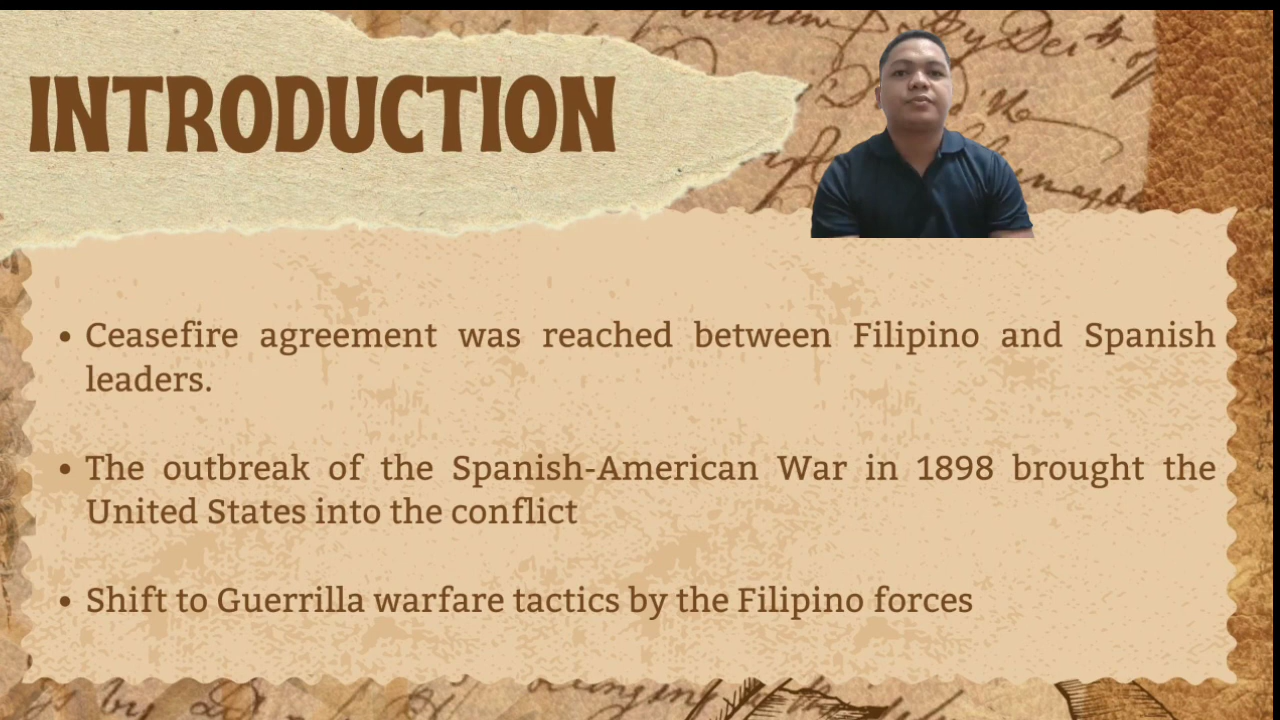 INTRODUCTION
• Ceasefire agreement was reached between Filipino and Spanish
leaders.
• The outbreak of the Spanish-American War in 1898 brought the
United States into the conflict
• Shift to Guerrilla warfare tactics by the Filipino forces